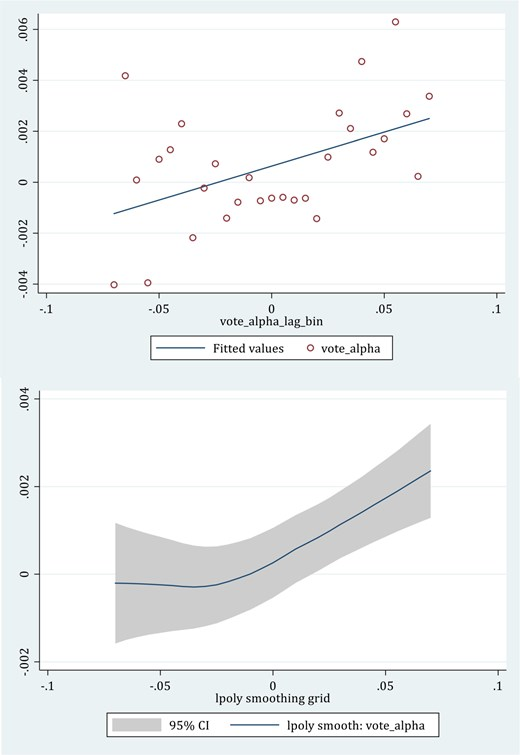 .006
.004
.002
0
-.002
-.004
-.1 -.05 0 .05 .1
vote_alpha_lag_bin
Fitted values vote_alpha
.004
.002
0
-.002
-.1 -.05 0 .05 .1
lpoly smoothing grid
95% CI lpoly smooth: vote_alpha